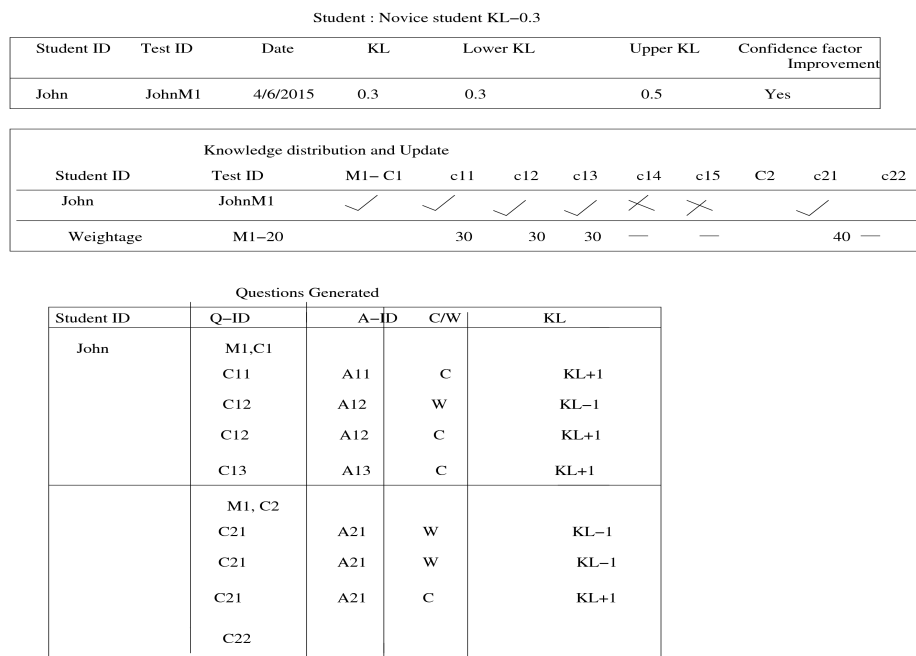 Student : Novice student KL–0.3
Student ID Test ID Date KL Lower KL Upper KL Confidence factor
Improvement
John JohnM1 4/6/2015 0.3 0.3 0.5 Yes
Knowledge distribution and Update
Student ID Test ID M1– C1 c11 c12 c13 c14 c15 C2 c21 c22
John JohnM1
Weightage M1–20 30 30 30 — — 40 —
Questions Generated
Student ID Q–ID A–ID C/W KL
John M1,C1
C11 A11 C KL+1
C12 A12 W KL–1
C12 A12 C KL+1
C13 A13 C KL+1
M1, C2
C21 A21 W KL–1
C21 A21 W KL–1
C21 A21 C KL+1
C22